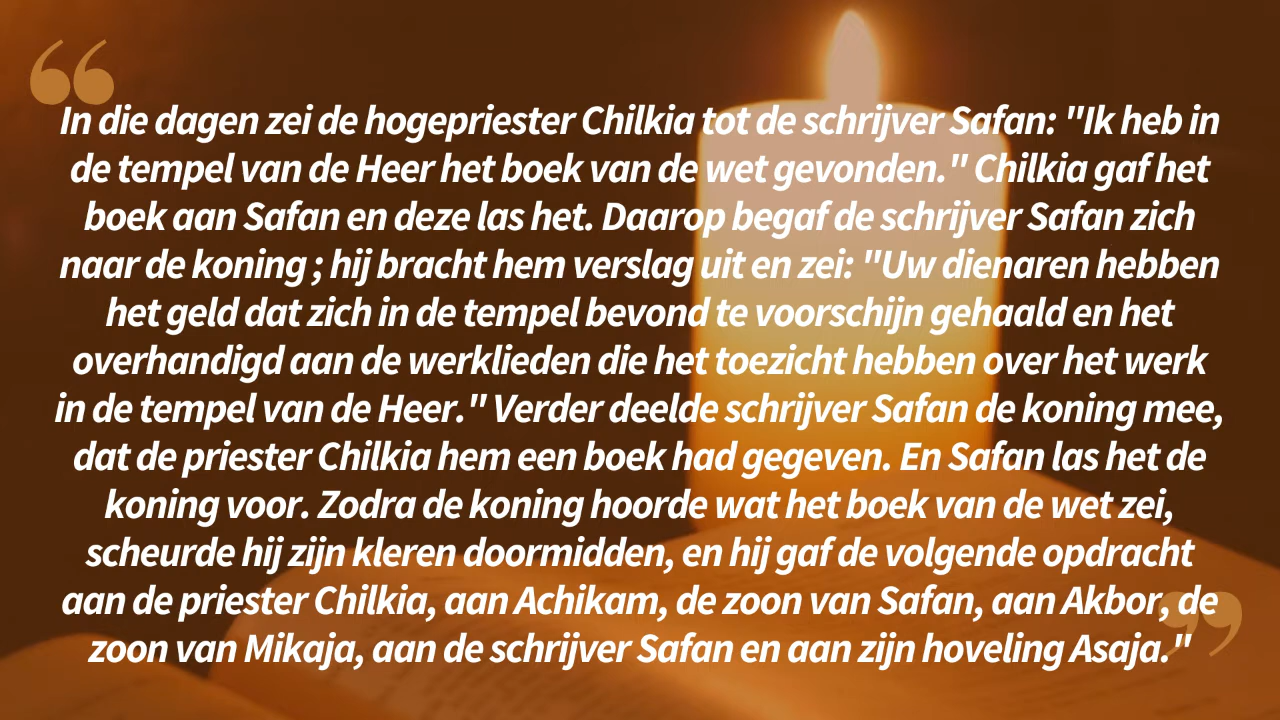 In die dagen zei de hogepriester Chilkia tot de schrijver Safan: "Ik heb in
de tempel van de Heer het boek van de wet gevonden." Chilkia gaf het
boek aan Safan en deze las het. Daarop begaf de schrijver Safan zich
naar de koning ; hij bracht hem verslag uit en zei: "Uw dienaren hebben
het geld dat zich in de tempel bevond te voorschijn gehaald en het
overhandigd aan de werklieden die het toezicht hebben over het werk
in de tempel van de Heer." Verder deelde schrijver Safan de koning mee,
dat de priester Chilkia hem een boek had gegeven. En Safan las het de
koning voor. Zodra de koning hoorde wat het boek van de wet zei,
scheurde hij zijn kleren doormidden, en hij gaf de volgende opdracht
aan de priester Chilkia, aan Achikam, de zoon van Safan, aan Akbor, de
zoon van Mikaja, aan de schrijver Safan en aan zijn hoveling Asaja."